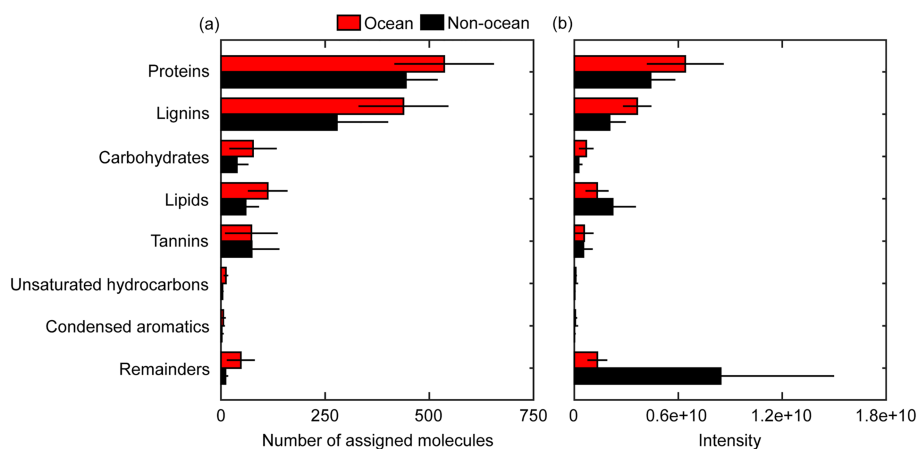 (a)
Ocean
Non-ocean
(b)
Proteins
Lignins
Carbohydrates
Lipids
Tannins
Unsaturated hydrocarbons
Condensed aromatics
Remainders
0
250
500
750
0
0.6e+10
1.2e+10
1.8e+10
Number of assigned molecules
Intensity